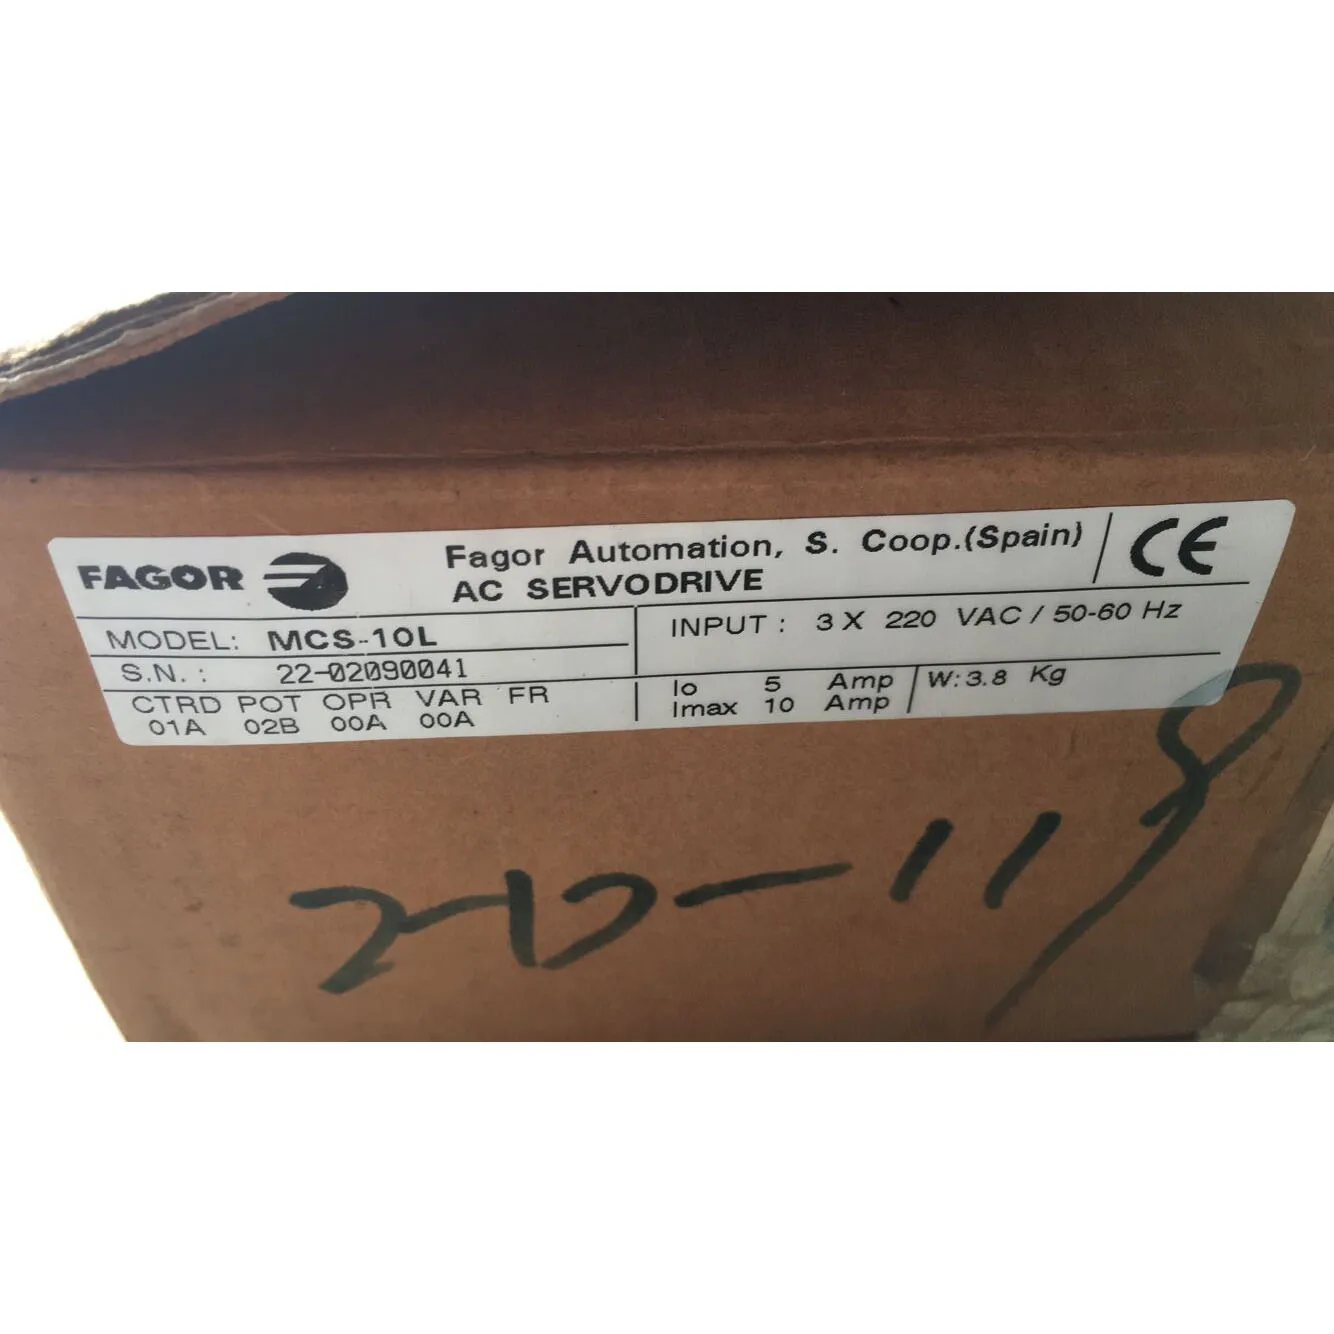 FAGOR
Fagor Automation, S. Coop.(Spain)
AC SERVODRIVE
CE
MODEL: MCS-10L
INPUT : 3 X 220 VAC / 50-60 Hz
S.N. : 22-02090041
CTRD POT OPR VAR FR
01A 02B 00A 00A
Io 5 Amp
Imax 10 Amp
W:3.8 Kg